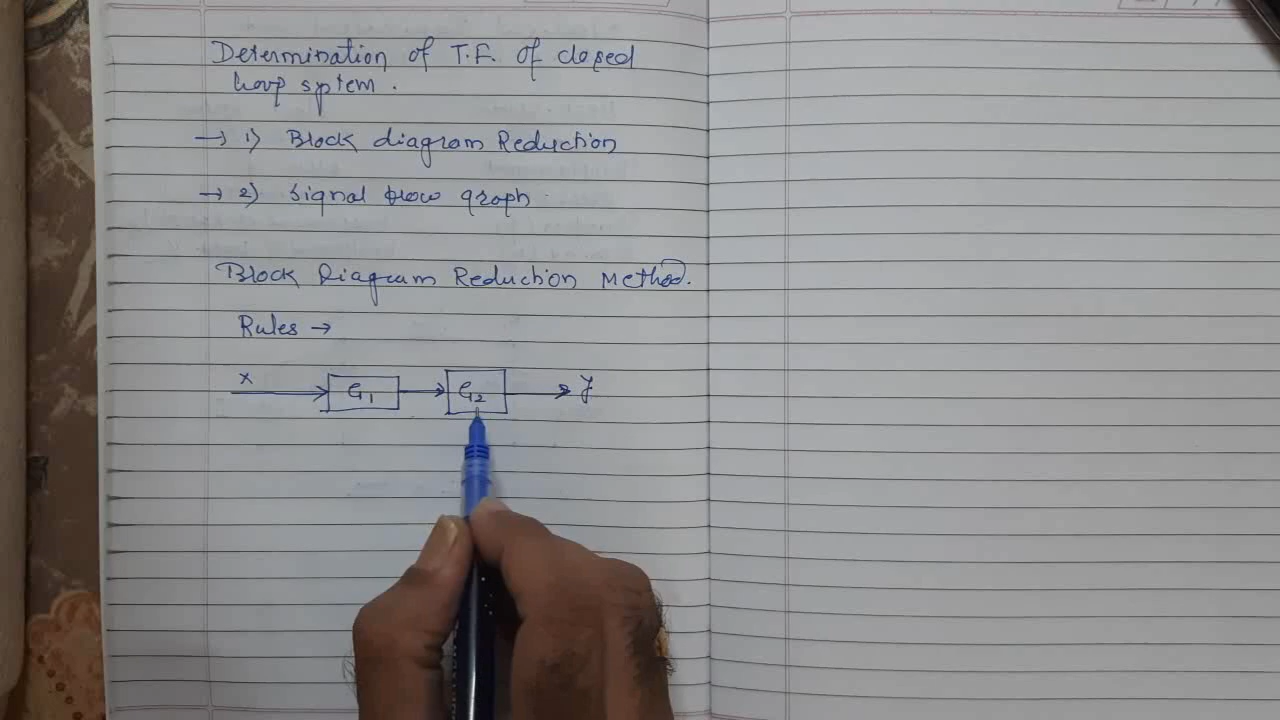 Determination of T.F. of closed
loop system.
→ 1) Block diagram Reduction
→ 2) Signal flow graph
Block Diagram Reduction Method.
Rules →
x G1 G2 y